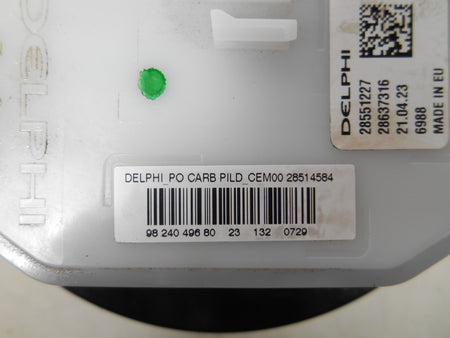 DELPHI
DELPHI
28551227
28637316
21.04.23
6988
MADE IN EU
DELPHI_PO CARB PILD_CEM00 28514584
98 240 496 80 23 132 0729